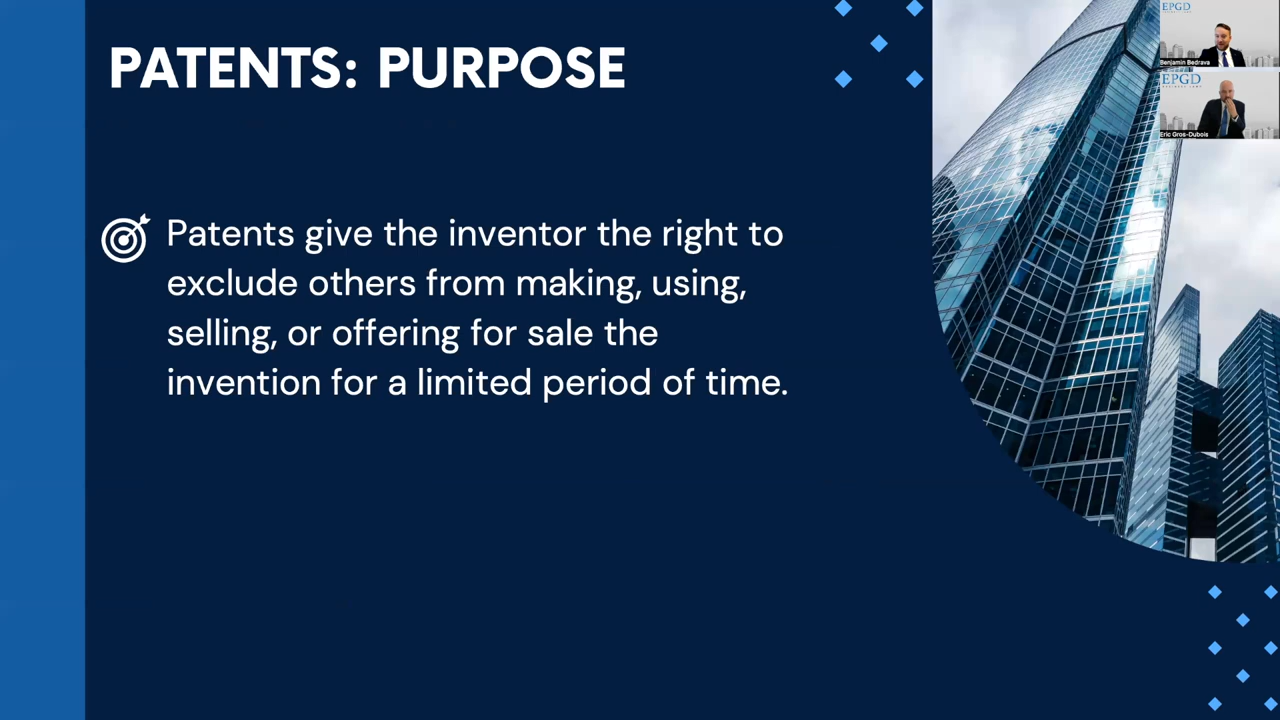 PATENTS: PURPOSE
Patents give the inventor the right to
exclude others from making, using,
selling, or offering for sale the
invention for a limited period of time.
EPGD
Benjamin Bedrava
EPGD
Eric Gros-Dubois